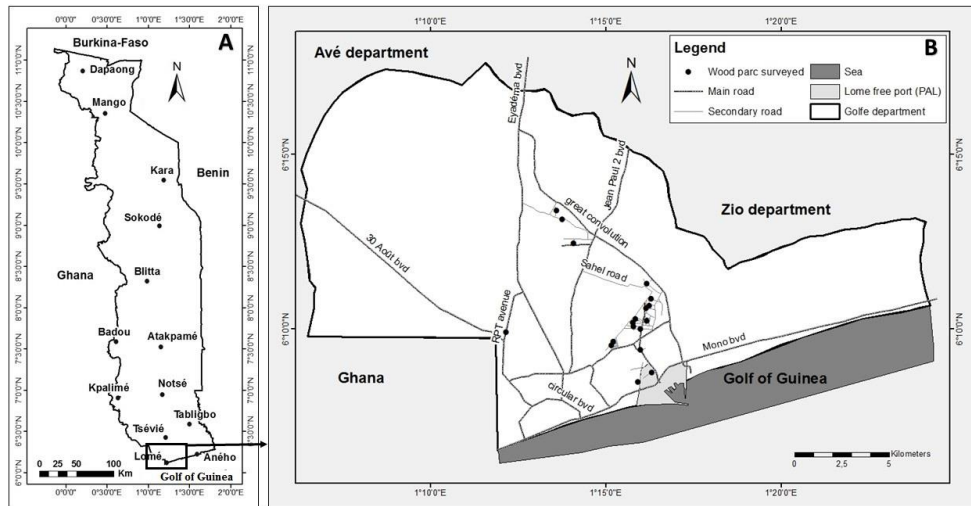 0°0'0" 0°30'0"E 1°0'0"E 1°30'0"E 2°0'0"E
A
Burkina-Faso
N
Dapaong
Mango
Kara
Benin
Sokodé
Ghana
Blitta
Badou
Atakpamé
Kpalimé
Notsé
Tabligbo
Tsévié
Lomé
Aného
0 20 40 60 80 100
Km
Golf of Guinea
0°0'0" 0°30'0"E 1°0'0"E 1°30'0"E 2°0'0"E
11°0'0"N
10°30'0"N
10°0'0"N
9°30'0"N
9°0'0"N
8°30'0"N
8°0'0"N
7°30'0"N
7°0'0"N
6°30'0"N
6°0'0"N
1°10'0"E 1°15'0"E 1°20'0"E
B
Avé department
N
Legend
Wood parc surveyed
Main road
Secondary road
Sea
Lome free port (PAL)
Golfe department
Eyadéma bvd
Jean Paul 2 bvd
great convolution
Zio department
30 Août bvd
Sahel road
RPT avenue
Mono bvd
Ghana
circular bvd
Golf of Guinea
0 2,5 5
Kilometers
6°15'0"N
6°10'0"N
6°15'0"N
6°10'0"N
1°10'0"E 1°15'0"E 1°20'0"E